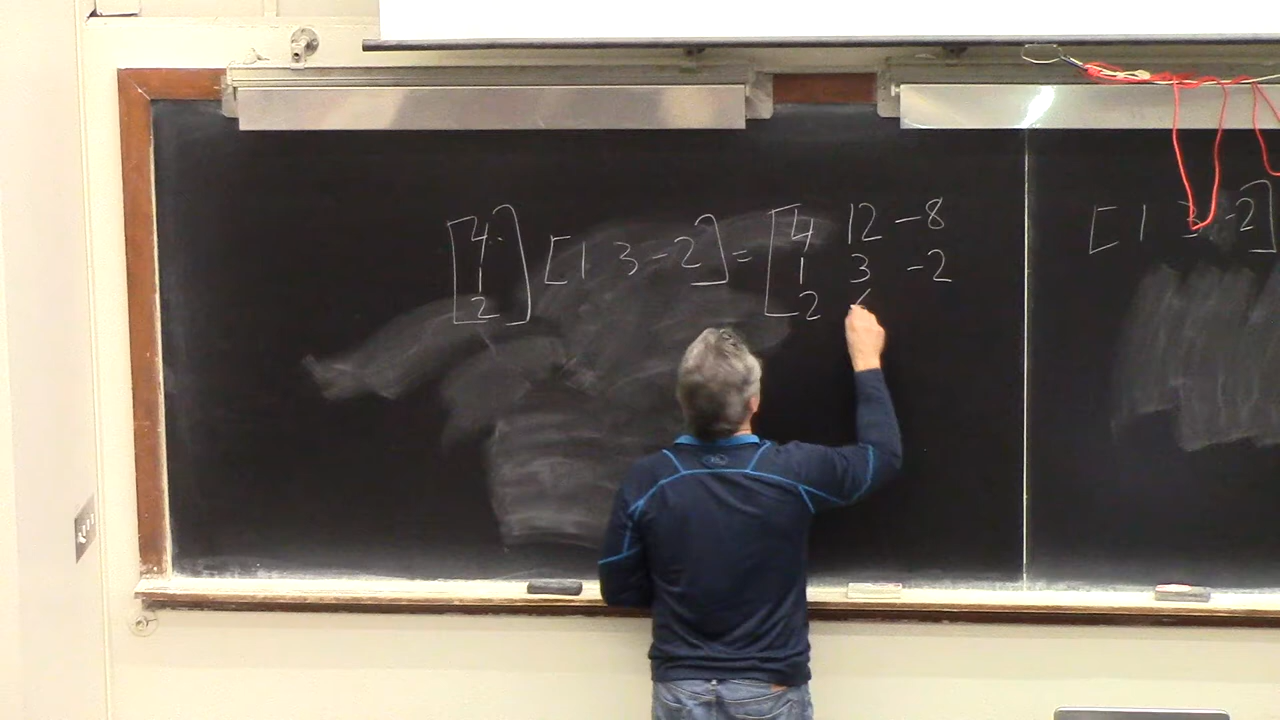 [4 1 2] [1 3 -2] = [4 12 -8
1 3 -2
2
[1 3 -2]